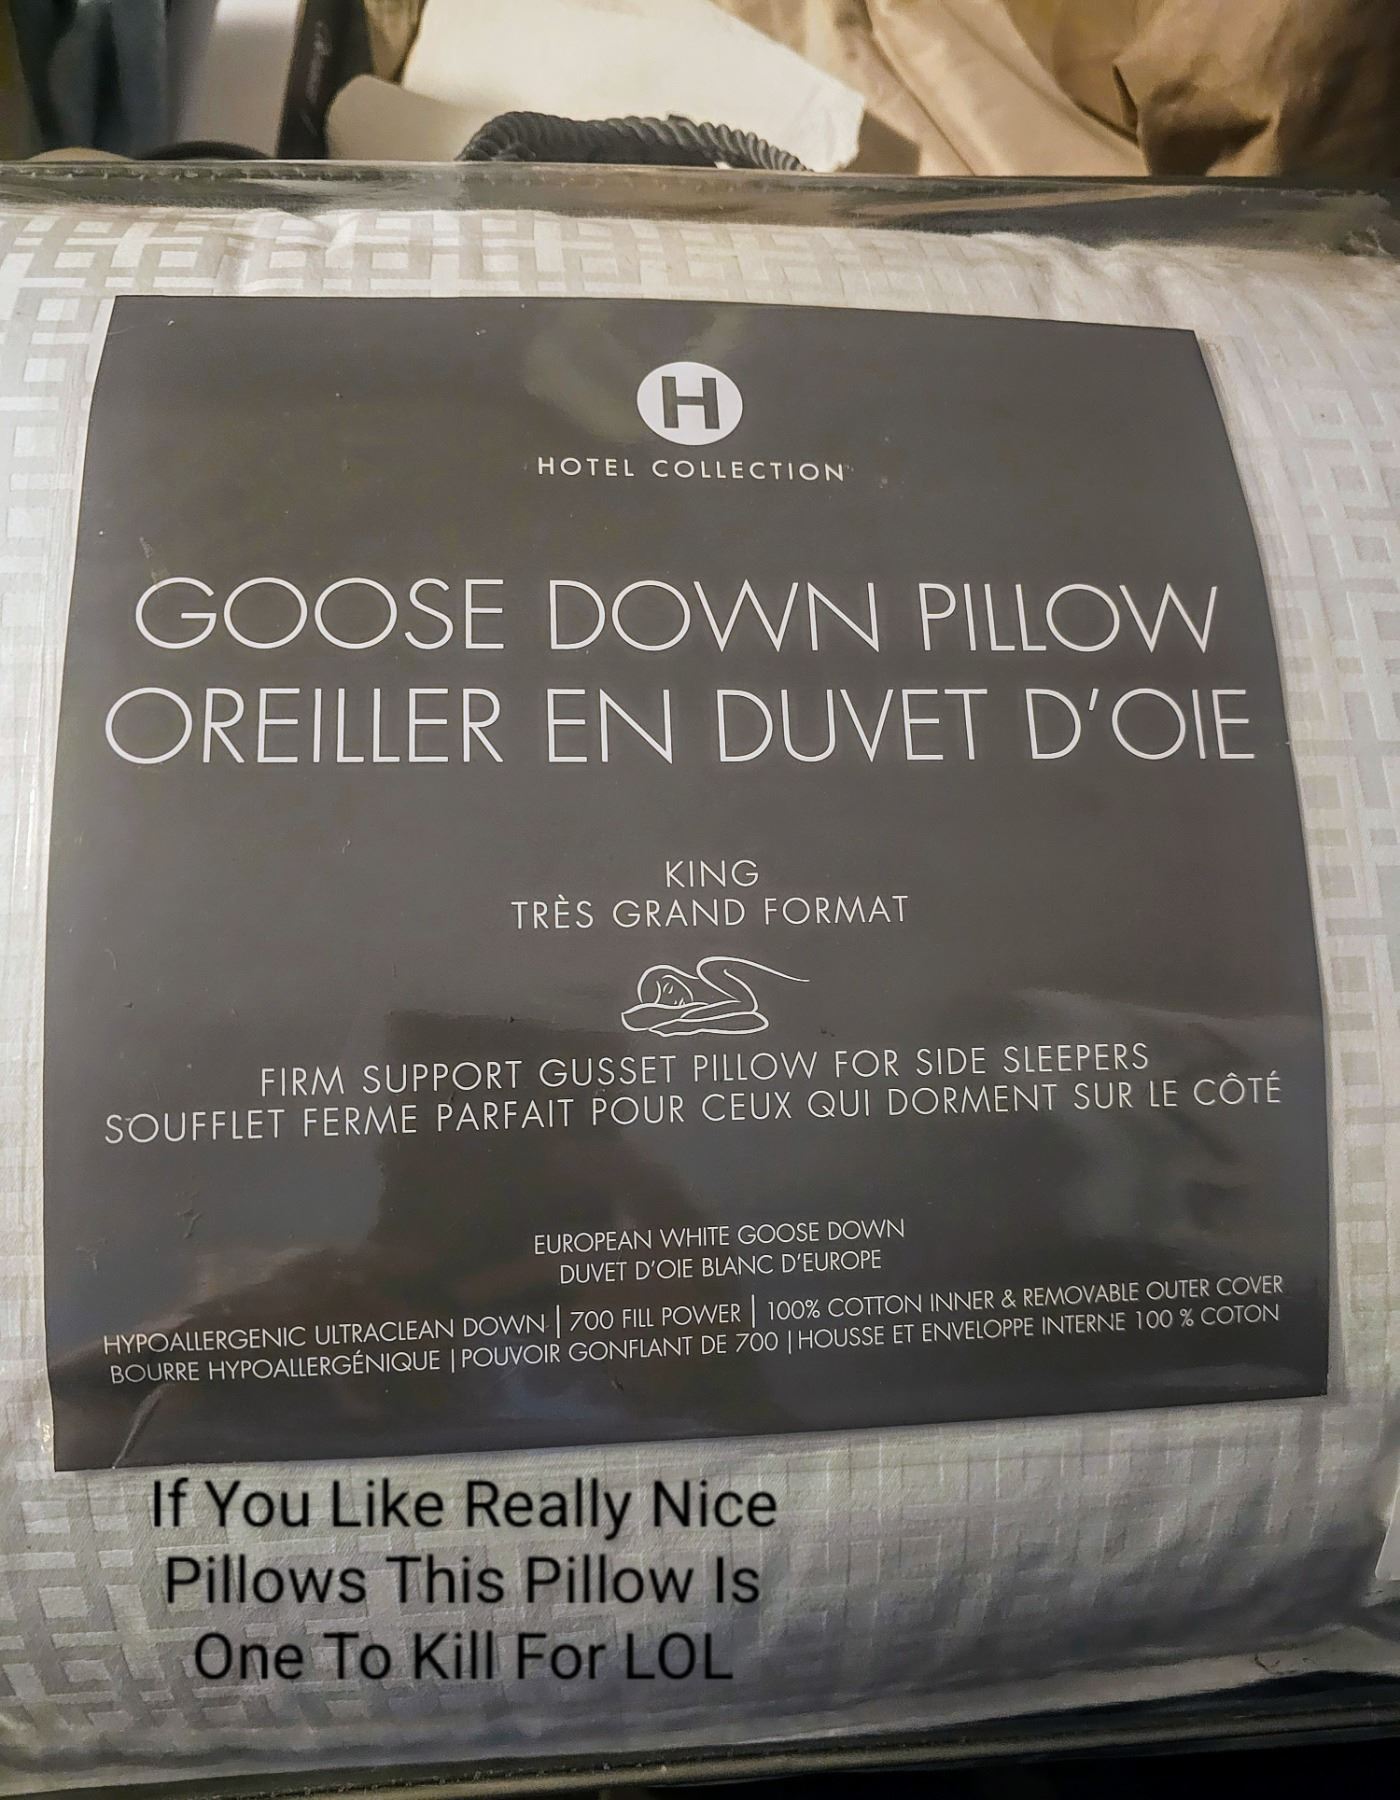 H
HOTEL COLLECTION
GOOSE DOWN PILLOW
OREILLER EN DUVET D'OIE
KING
TRÈS GRAND FORMAT
FIRM SUPPORT GUSSET PILLOW FOR SIDE SLEEPERS
SOUFFLET FERME PARFAIT POUR CEUX QUI DORMENT SUR LE CÔTÉ
EUROPEAN WHITE GOOSE DOWN
DUVET D'OIE BLANC D'EUROPE
HYPOALLERGENIC ULTRACLEAN DOWN | 700 FILL POWER | 100% COTTON INNER & REMOVABLE OUTER COVER
BOURRE HYPOALLERGÉNIQUE | POUVOIR GONFLANT DE 700 | HOUSSE ET ENVELOPPE INTERNE 100 % COTON
If You Like Really Nice
Pillows This Pillow Is
One To Kill For LOL